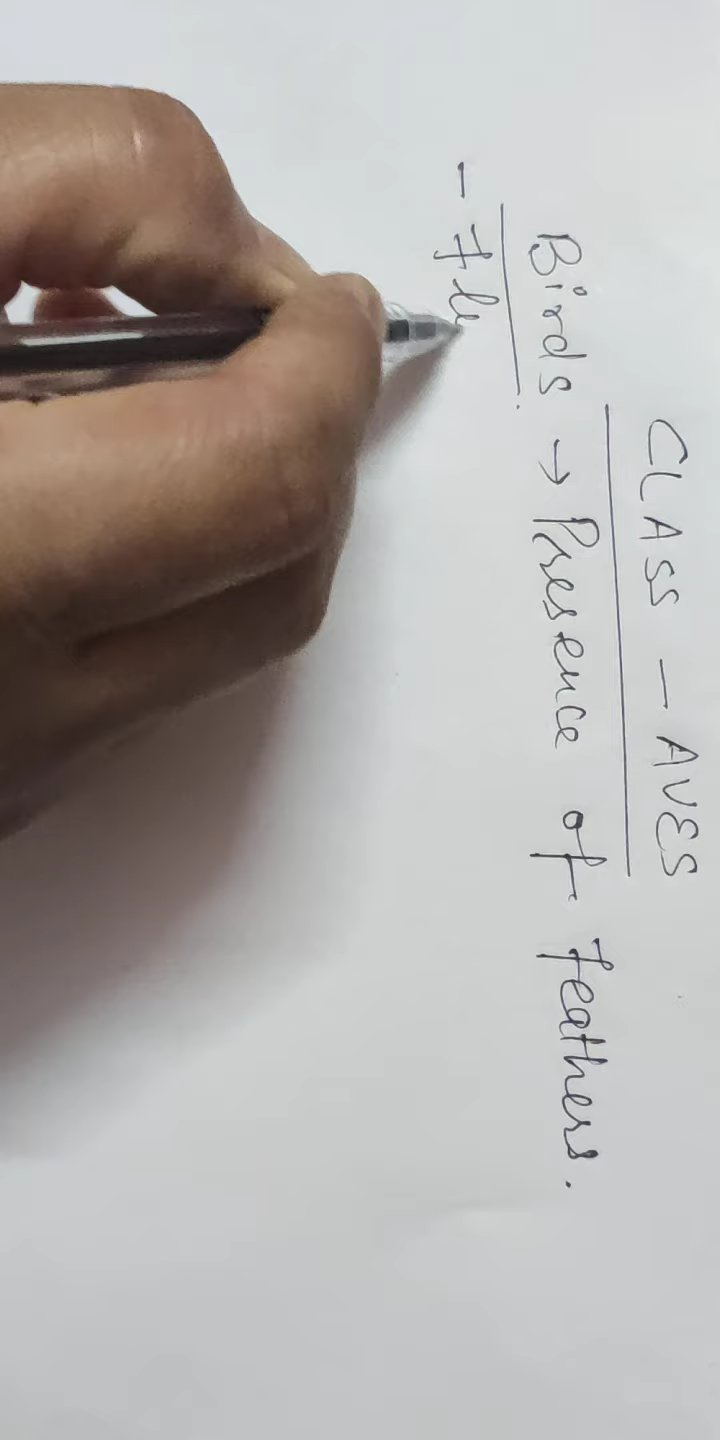 CLASS - AVES
Birds → Presence of feathers.
-